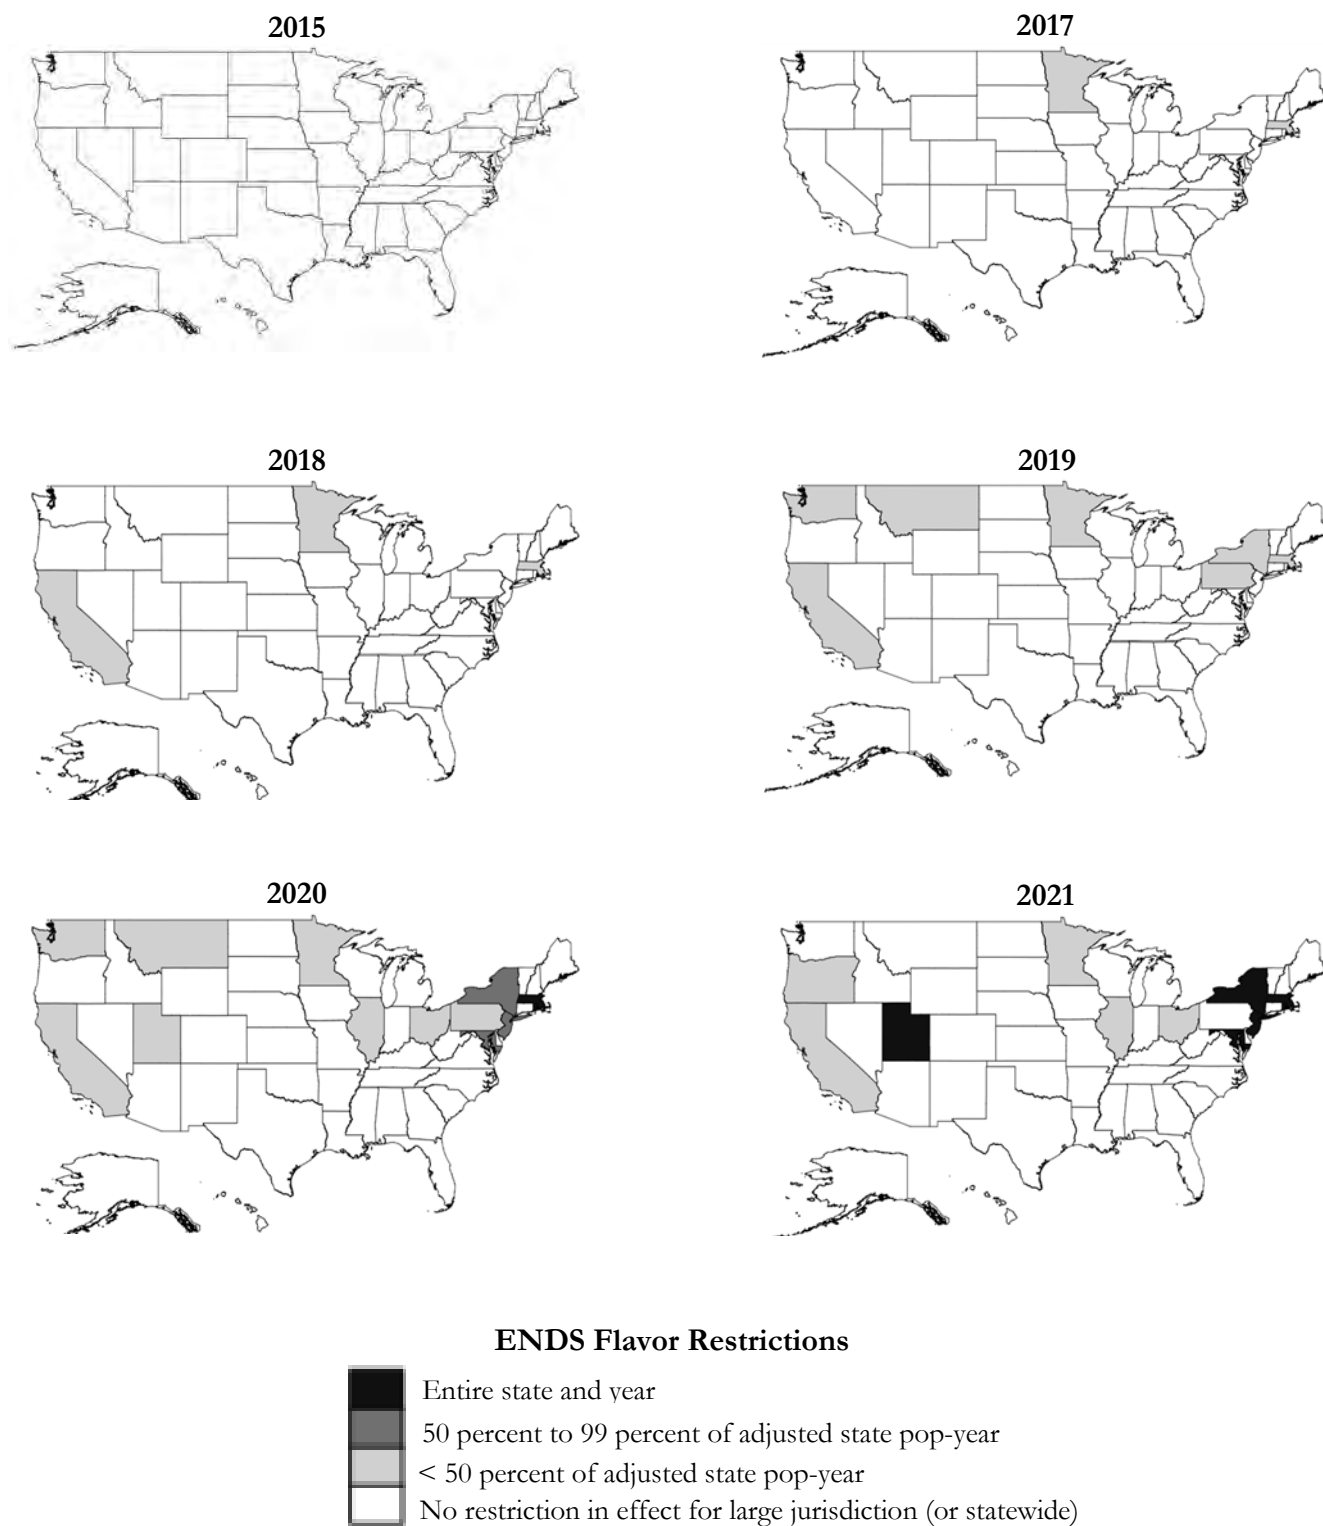 2015
2017
2018
2019
2020
2021
ENDS Flavor Restrictions
Entire state and year
50 percent to 99 percent of adjusted state pop-year
< 50 percent of adjusted state pop-year
No restriction in effect for large jurisdiction (or statewide)